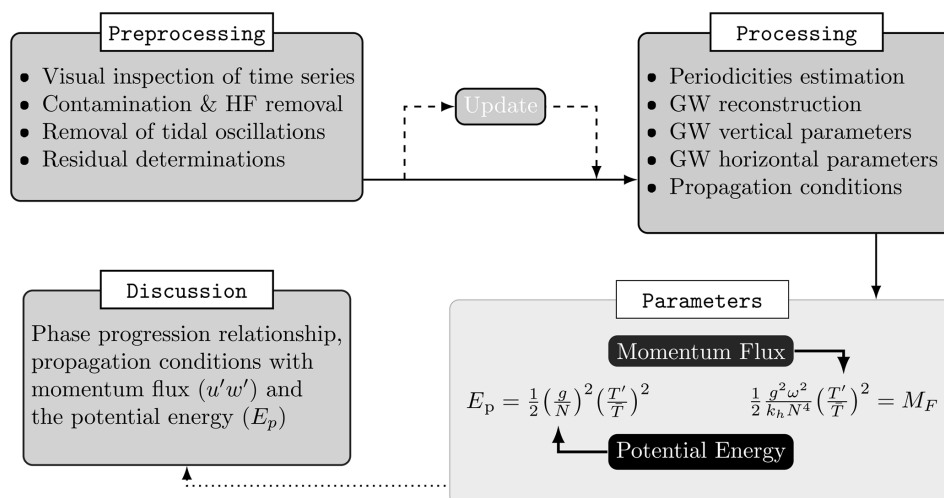 Preprocessing
• Visual inspection of time series
• Contamination & HF removal
• Removal of tidal oscillations
• Residual determinations
Update
Processing
• Periodicities estimation
• GW reconstruction
• GW vertical parameters
• GW horizontal parameters
• Propagation conditions
Discussion
Phase progression relationship,
propagation conditions with
momentum flux (u′w′) and
the potential energy (E_p)
Parameters
Momentum Flux
E_p = 1/2 (g/N)² (T′/T̄)²
1/2 g²ω²/k_h N⁴ (T′/T̄)² = M_F
Potential Energy